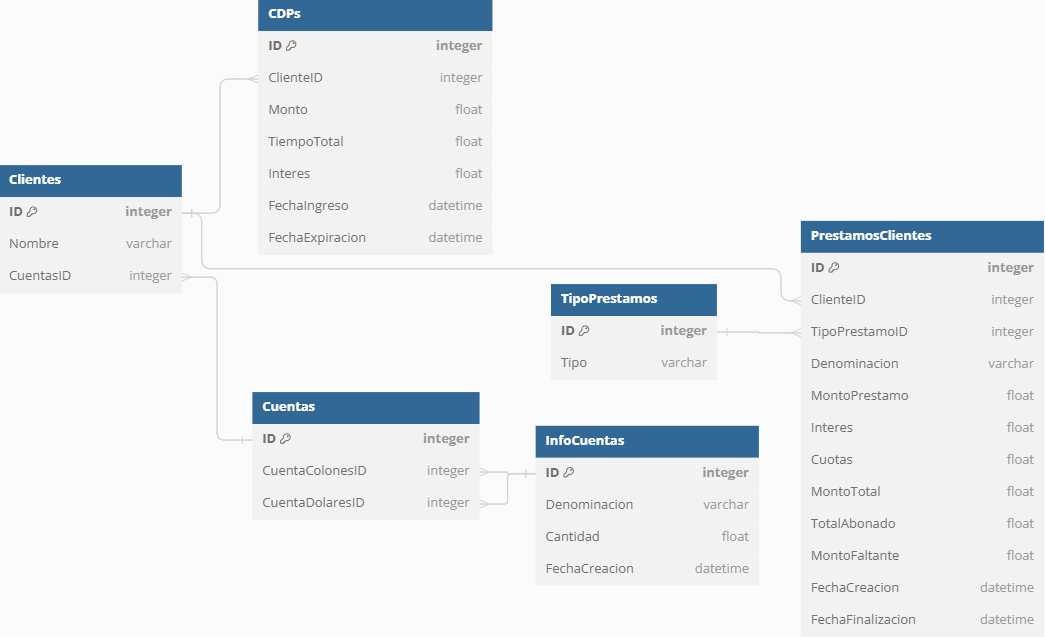 CDPs
ID integer
ClienteID integer
Monto float
TiempoTotal float
Interes float
FechaIngreso datetime
FechaExpiracion datetime
Clientes
ID integer
Nombre varchar
CuentasID integer
PrestamosClientes
ID integer
ClienteID integer
TipoPrestamoID integer
Denominacion varchar
MontoPrestamo float
Interes float
Cuotas float
MontoTotal float
TotalAbonado float
MontoFaltante float
FechaCreacion datetime
FechaFinalizacion datetime
TipoPrestamos
ID integer
Tipo varchar
Cuentas
ID integer
CuentaColonesID integer
CuentaDolaresID integer
InfoCuentas
ID integer
Denominacion varchar
Cantidad float
FechaCreacion datetime